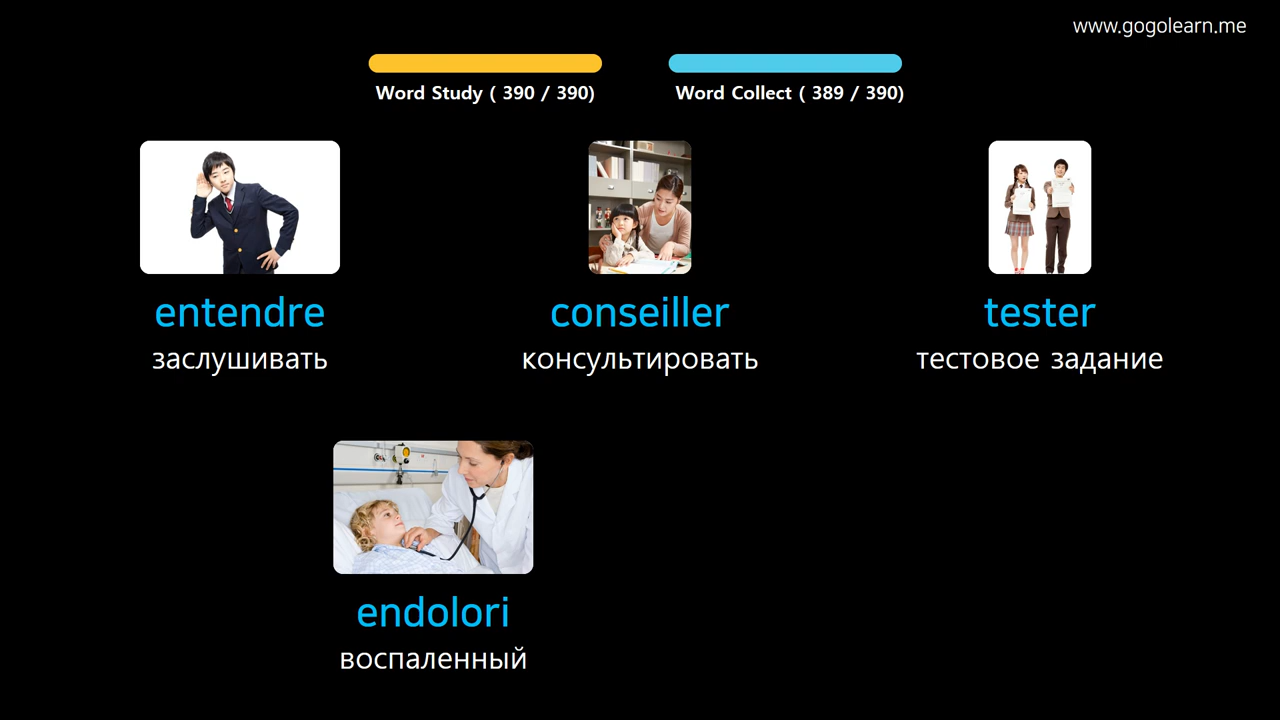 www.gogolearn.me
Word Study ( 390 / 390)
Word Collect ( 389 / 390)
entendre
заслушивать
conseiller
консультировать
tester
тестовое задание
endolori
воспаленный